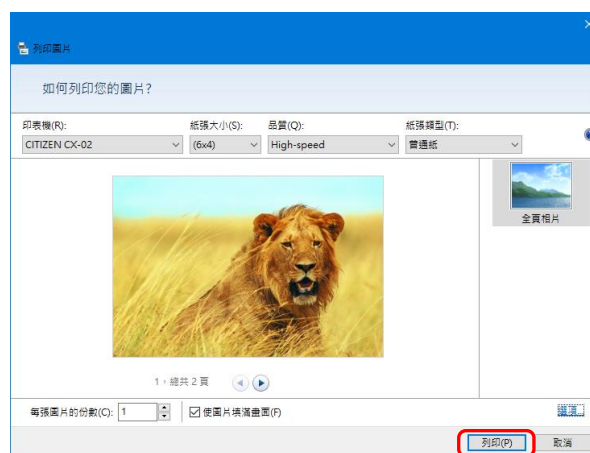 列印圖片
如何列印您的圖片?
印表機(R): 紙張大小(S): 品質(Q): 紙張類型(T):
CITIZEN CX-02 (6x4) High-speed 普通紙
全頁相片
1，總共 2 頁
每張圖片的份數(C): 1 使圖片填滿畫面(F) 選項...
列印(P) 取消